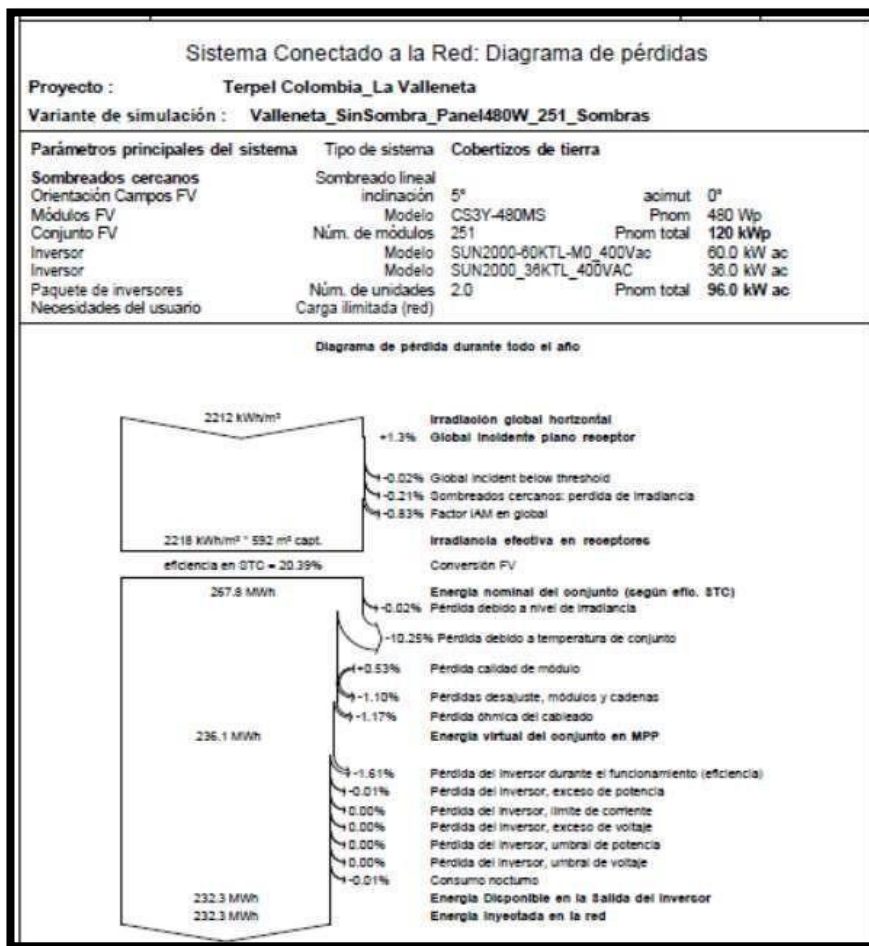 Sistema Conectado a la Red: Diagrama de pérdidas
Proyecto : Terpel Colombia_La Valleneta
Variante de simulación : Valleneta_SinSombra_Panel480W_251_Sombras
Parámetros principales del sistema Tipo de sistema Cobertizos de tierra
Sombreados cercanos Sombreado lineal
Orientación Campos FV inclinación 5° acimut 0°
Módulos FV Modelo CS3Y-480MS Pnom 480 Wp
Conjunto FV Núm. de módulos 251 Pnom total 120 kWp
Inversor Modelo SUN2000-60KTL-M0_400Vac 60.0 kW ac
Inversor Modelo SUN2000_36KTL_400VAC 36.0 kW ac
Paquete de inversores Núm. de unidades 2.0 Pnom total 96.0 kW ac
Necesidades del usuario Carga ilimitada (red)
Diagrama de pérdida durante todo el año
2212 kWh/m² Irradiación global horizontal
+1.3% Global incidente plano receptor
-0.02% Global incident below threshold
-0.21% Sombreados cercanos: perdida de irradiancia
-0.83% Factor IAM en global
2218 kWh/m² * 592 m² capt. Irradiancia efectiva en receptores
eficiencia en STC = 20.39% Conversión FV
267.8 MWh Energía nominal del conjunto (según efic. STC)
-0.02% Pérdida debido a nivel de irradiancia
-10.25% Pérdida debido a temperatura de conjunto
+0.53% Pérdida calidad de módulo
-1.10% Pérdidas desajuste, módulos y cadenas
-1.17% Pérdida óhmica del cableado
236.1 MWh Energía virtual del conjunto en MPP
-1.61% Pérdida del inversor durante el funcionamiento (eficiencia)
-0.01% Pérdida del inversor, exceso de potencia
0.00% Pérdida del inversor, límite de corriente
0.00% Pérdida del inversor, exceso de voltaje
0.00% Pérdida del inversor, umbral de potencia
0.00% Pérdida del inversor, umbral de voltaje
-0.01% Consumo nocturno
232.3 MWh Energía Disponible en la Salida del Inversor
232.3 MWh Energía Inyectada en la red